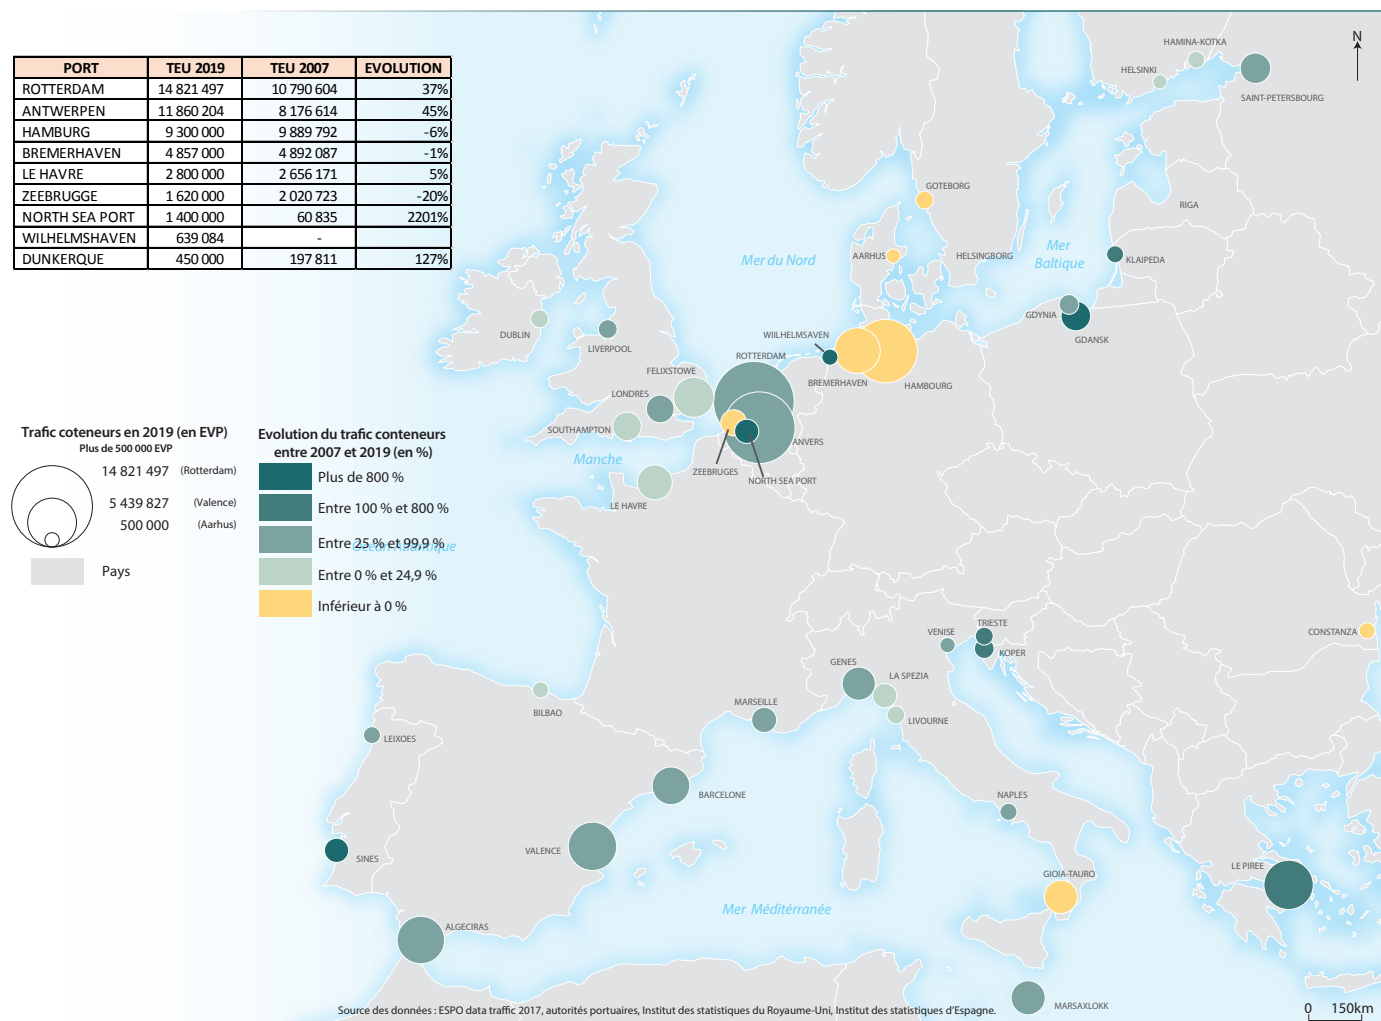 PORT TEU 2019 TEU 2007 EVOLUTION
ROTTERDAM 14 821 497 10 790 604 37%
ANTWERPEN 11 860 204 8 176 614 45%
HAMBURG 9 300 000 9 889 792 -6%
BREMERHAVEN 4 857 000 4 892 087 -1%
LE HAVRE 2 800 000 2 656 171 5%
ZEEBRUGGE 1 620 000 2 020 723 -20%
NORTH SEA PORT 1 400 000 60 835 2201%
WILHELMSHAVEN 639 084 -
DUNKERQUE 450 000 197 811 127%
N
HAMINA-KOTKA
HELSINKI
SAINT-PETERSBOURG
GOTEBORG
RIGA
Mer
Baltique
Mer du Nord
AARHUS
HELSINGBORG
KLAIPEDA
GDYNIA
GDANSK
DUBLIN
LIVERPOOL
WIILHELMSAVEN
ROTTERDAM
FELIXSTOWE
BREMERHAVEN
HAMBOURG
LONDRES
SOUTHAMPTON
ANVERS
Manche
ZEEBRUGES
NORTH SEA PORT
LE HAVRE
Trafic coteneurs en 2019 (en EVP)
Plus de 500 000 EVP
14 821 497 (Rotterdam)
5 439 827 (Valence)
500 000 (Aarhus)
Pays
Evolution du trafic conteneurs
entre 2007 et 2019 (en %)
Plus de 800 %
Entre 100 % et 800 %
Entre 25 % et 99,9 %
Océan Atlantique
Entre 0 % et 24,9 %
Inférieur à 0 %
VENISE
TRIESTE
KOPER
CONSTANZA
GENES
LA SPEZIA
LIVOURNE
MARSEILLE
BILBAO
LEIXOES
BARCELONE
NAPLES
VALENCE
SINES
LE PIREE
GIOIA-TAURO
Mer Méditérranée
ALGECIRAS
MARSAXLOKK
Source des données : ESPO data traffic 2017, autorités portuaires, Institut des statistiques du Royaume-Uni, Institut des statistiques d'Espagne.
0 150km